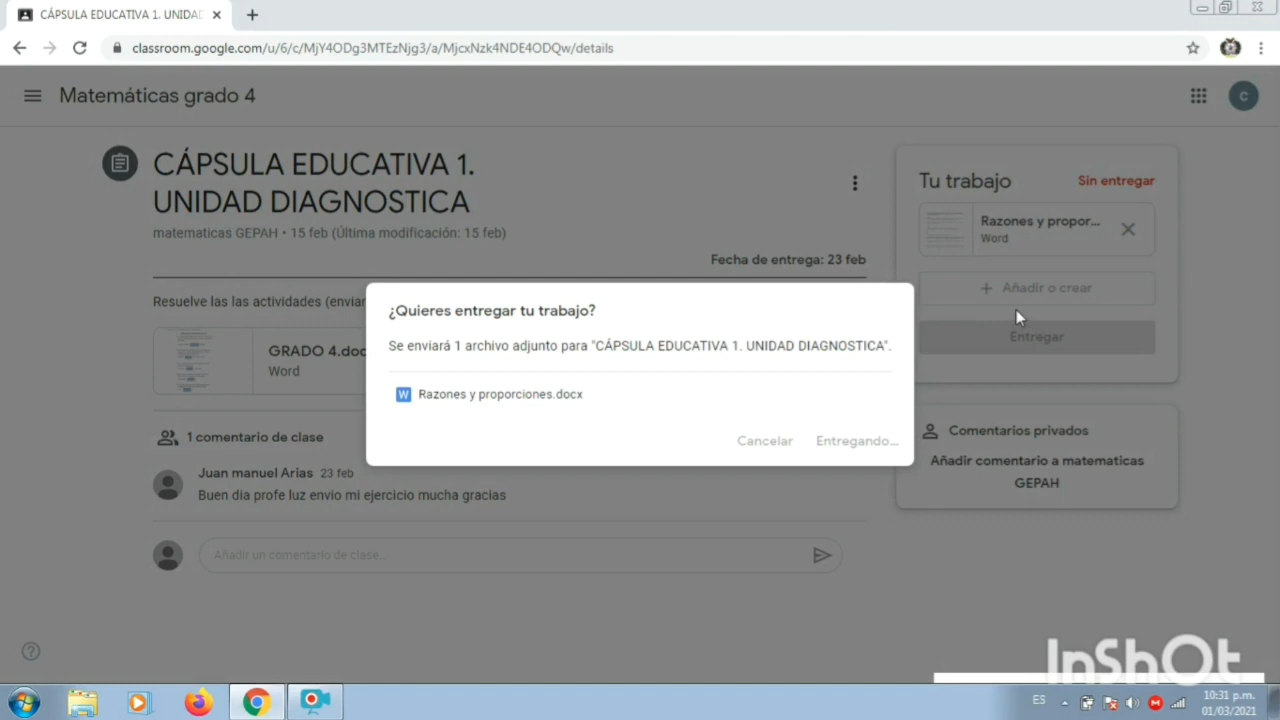 CÁPSULA EDUCATIVA 1. UNIDAD
classroom.google.com/u/6/c/MjY4ODg3MTEzNjg3/a/MjcxNzk4NDE4ODQw/details
Matemáticas grado 4
c
CÁPSULA EDUCATIVA 1.
UNIDAD DIAGNOSTICA
matematicas GEPAH • 15 feb (Última modificación: 15 feb)
Fecha de entrega: 23 feb
Resuelve las las actividades (enviar
GRADO 4.doc
Word
1 comentario de clase
Juan manuel Arias 23 feb
Buen dia profe luz envio mi ejercicio mucha gracias
Añadir un comentario de clase...
¿Quieres entregar tu trabajo?
Se enviará 1 archivo adjunto para "CÁPSULA EDUCATIVA 1. UNIDAD DIAGNOSTICA".
W Razones y proporciones.docx
Cancelar Entregando...
Tu trabajo Sin entregar
Razones y propor...
Word
+ Añadir o crear
Entregar
Comentarios privados
Añadir comentario a matematicas
GEPAH
InShOt
ES
10:31 p.m.
01/03/2021